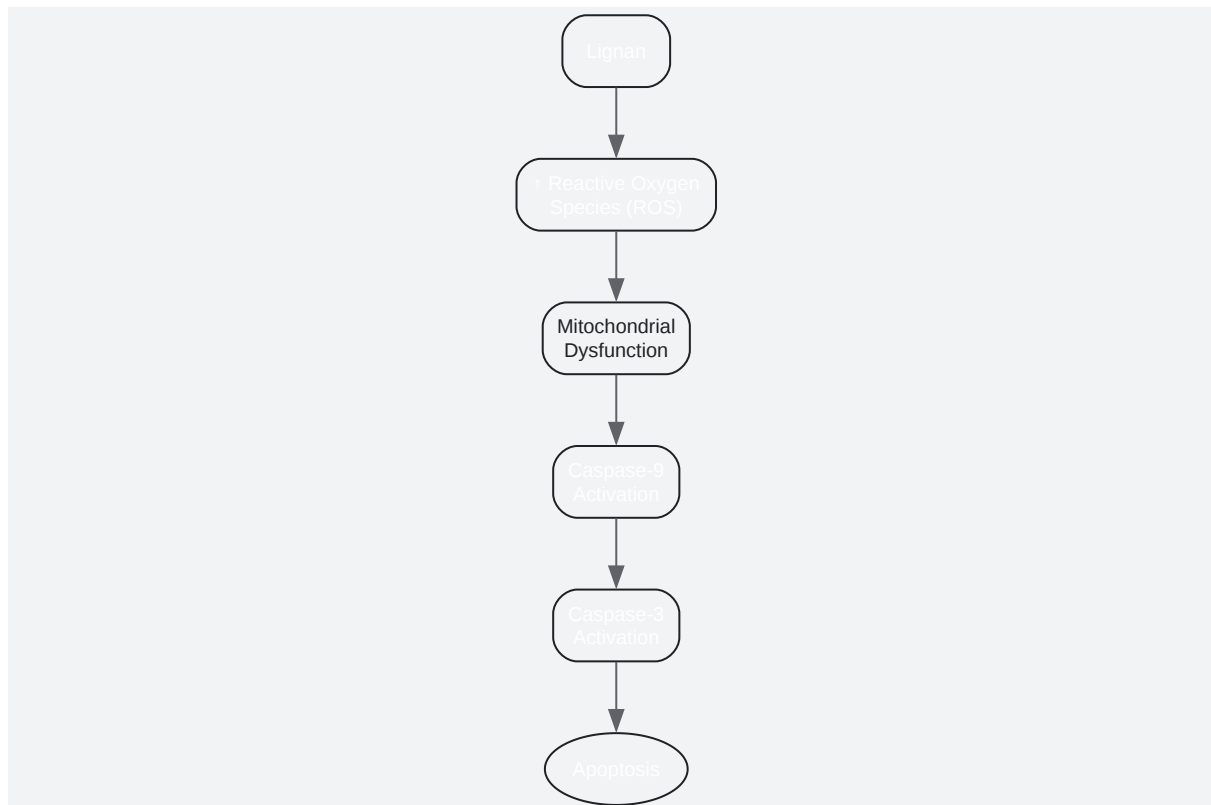 Lignan
↑ Reactive Oxygen
Species (ROS)
Mitochondrial
Dysfunction
Caspase-9
Activation
Caspase-3
Activation
Apoptosis